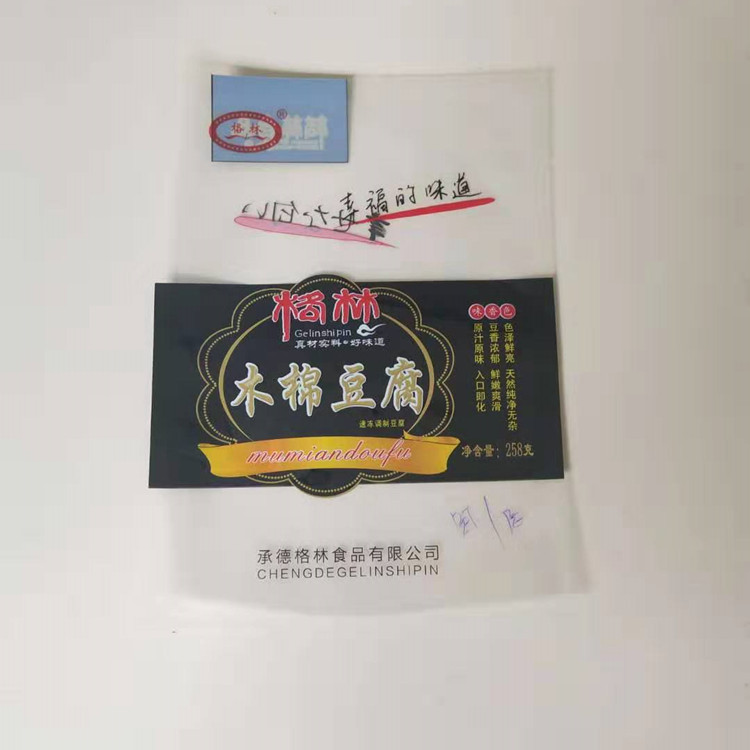 格林®
幸福的味道
格林
Gelinshipin
真材实料•好味道
木棉豆腐
速冻调制豆腐
mumiandoufu
味香色
色泽鲜亮 天然纯净无杂
豆香浓郁 鲜嫩爽滑
原汁原味 入口即化
净含量：258克
承德格林食品有限公司
CHENGDEGELINSHIPIN